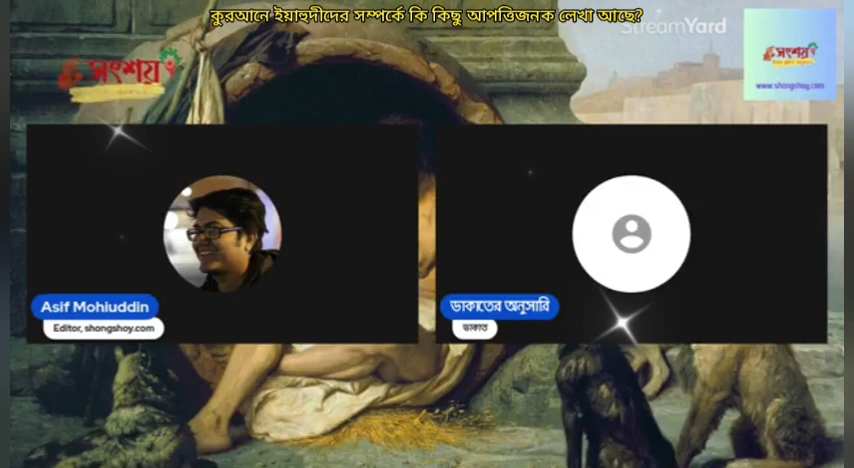 কুরআনে ইয়াহুদীদের সম্পর্কে কি কিছু আপত্তিজনক লেখা আছে?
StreamYard
সংশয়
সংশয়
www.shongshoy.com
Asif Mohiuddin
Editor, shongshoy.com
ডাকাতের অনুসারি
ডাকাত